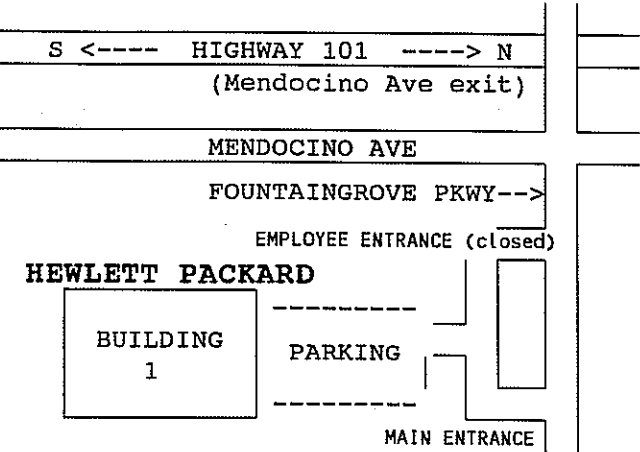 S <---- HIGHWAY 101 ----> N
(Mendocino Ave exit)
MENDOCINO AVE
FOUNTAINGROVE PKWY-->
EMPLOYEE ENTRANCE (closed)
HEWLETT PACKARD
BUILDING
1
PARKING
MAIN ENTRANCE